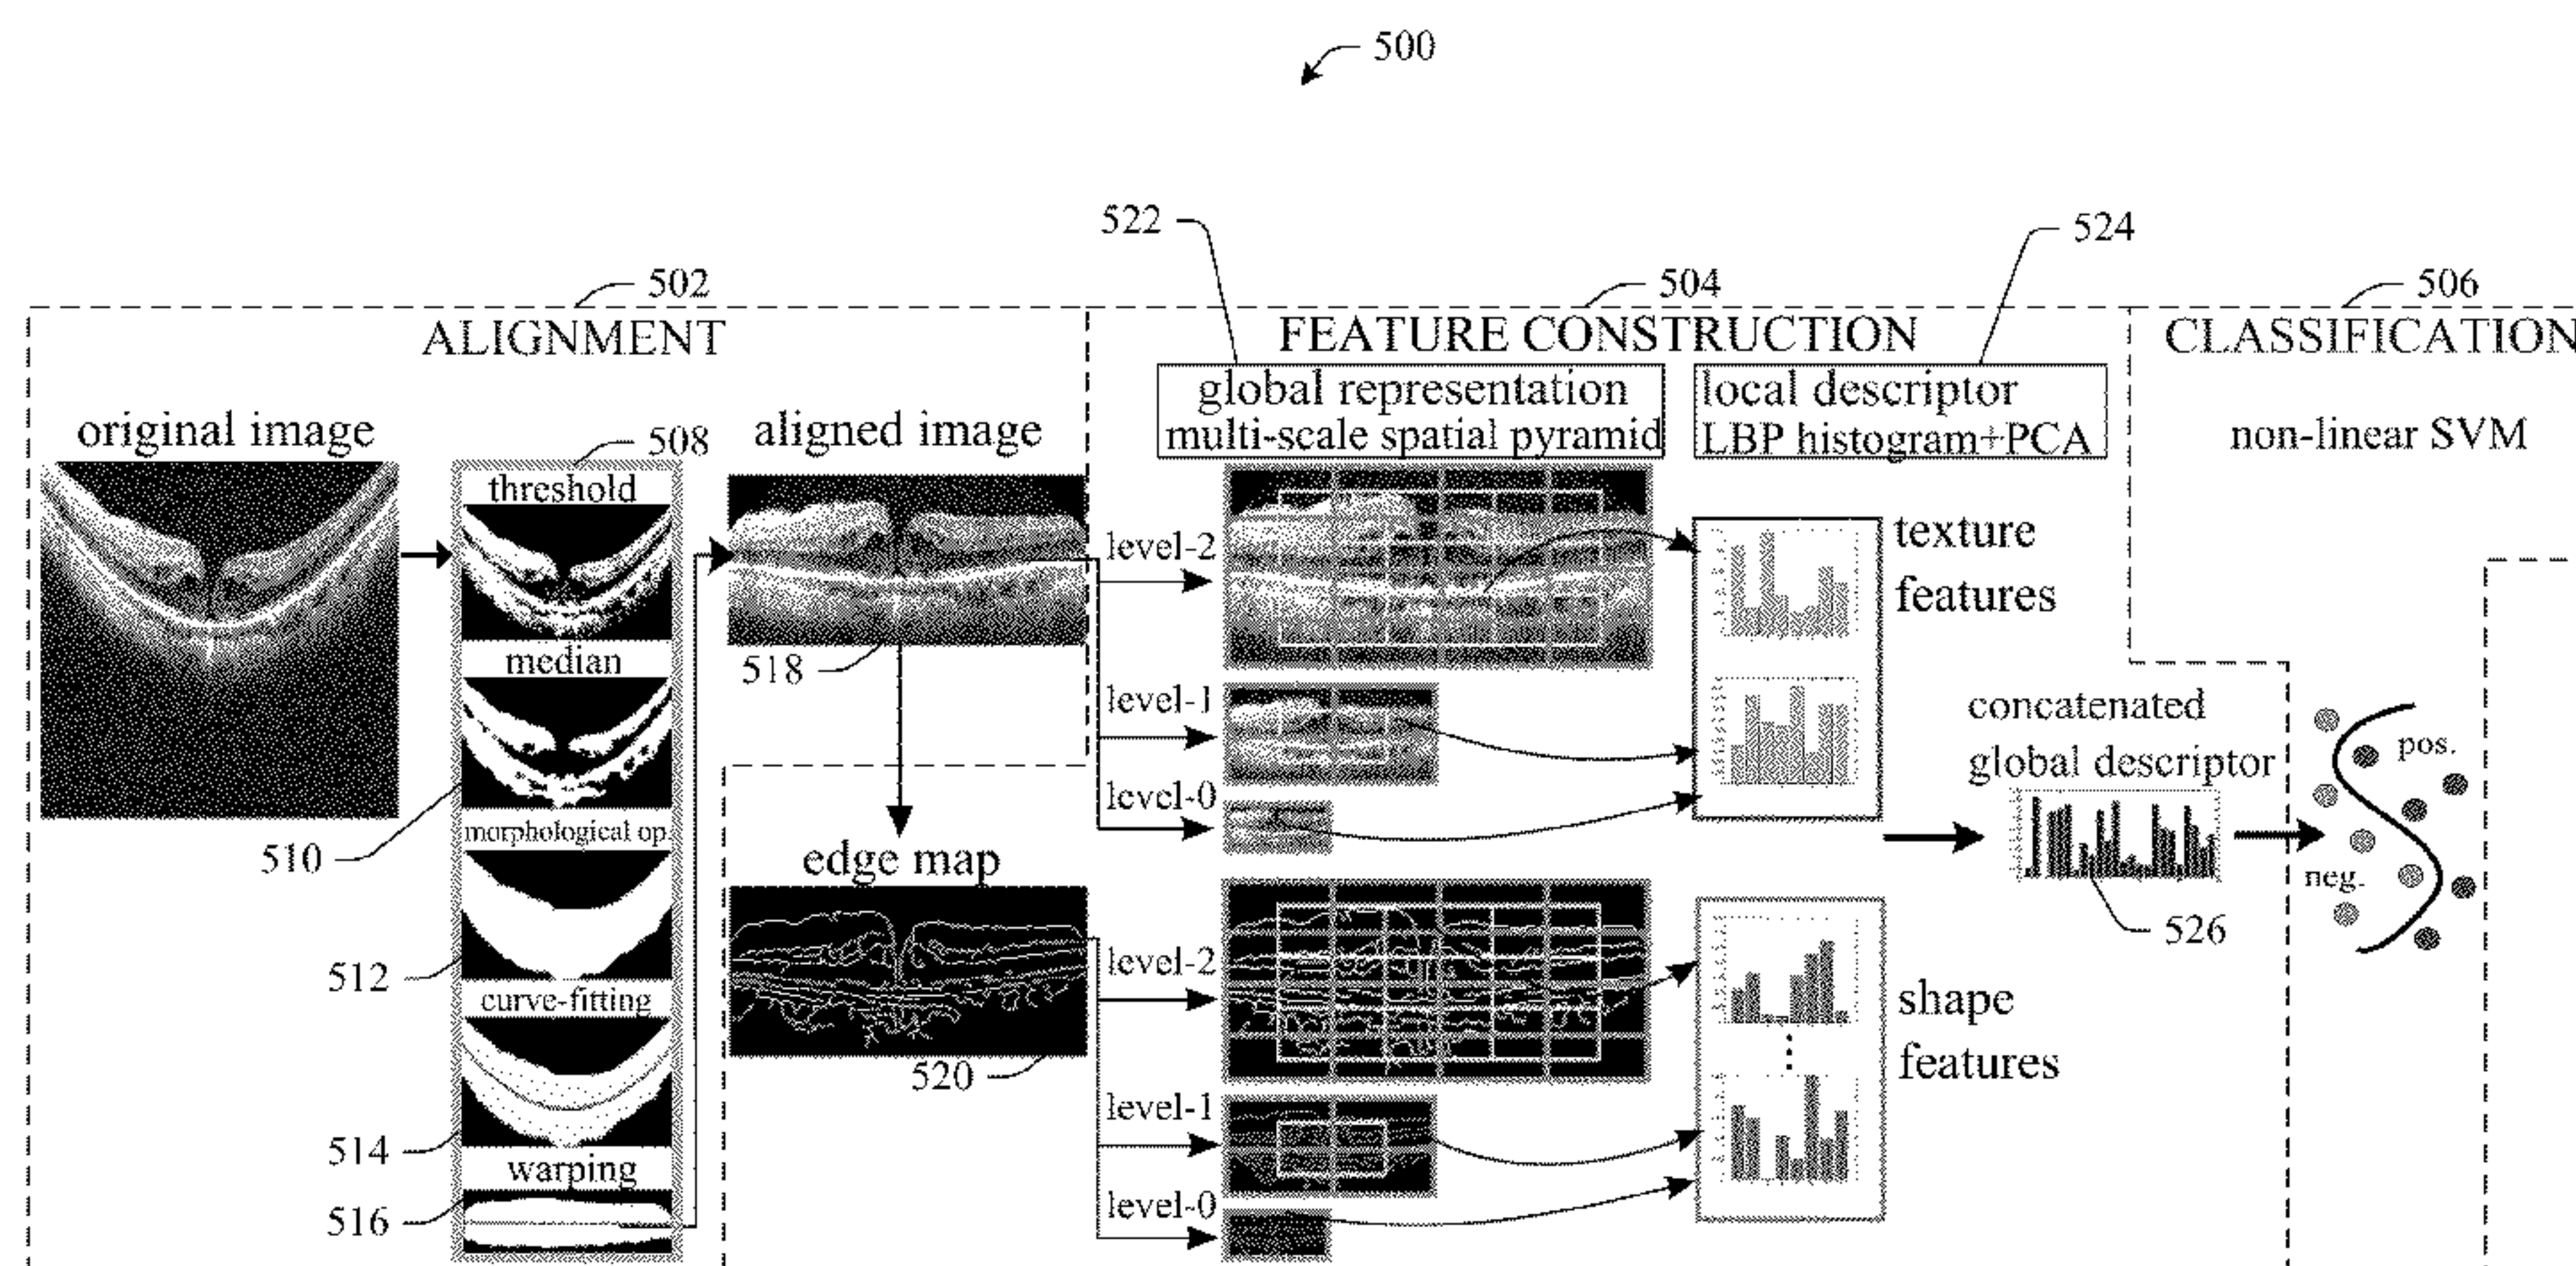 500
522
524
502
504
506
ALIGNMENT
FEATURE CONSTRUCTION
CLASSIFICATION
global representation
multi-scale spatial pyramid
local descriptor
LBP histogram+PCA
non-linear SVM
original image
508
aligned image
threshold
median
morphological op.
curve-fitting
warping
510
512
514
516
518
edge map
520
level-2
level-1
level-0
level-2
level-1
level-0
texture
features
shape
features
concatenated
global descriptor
526
pos.
neg.